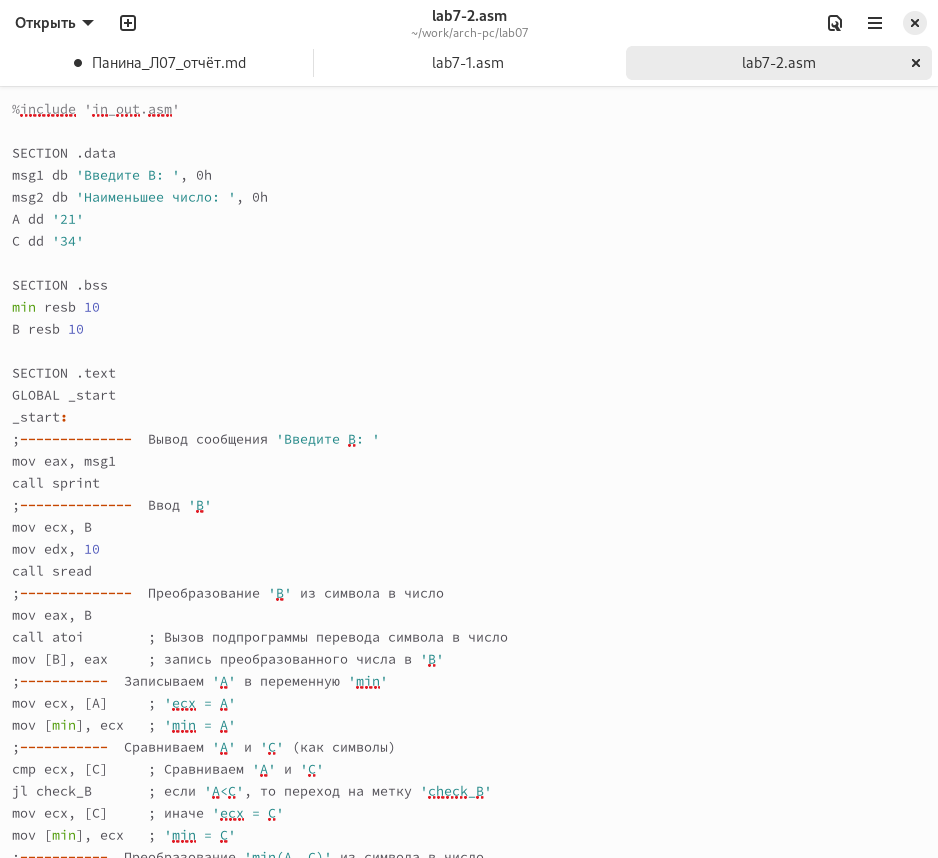 Открыть
lab7-2.asm
~/work/arch-pc/lab07
Панина_Л07_отчёт.md
lab7-1.asm
lab7-2.asm
%include 'in_out.asm'
SECTION .data
msg1 db 'Введите B: ', 0h
msg2 db 'Наименьшее число: ', 0h
A dd '21'
C dd '34'
SECTION .bss
min resb 10
B resb 10
SECTION .text
GLOBAL _start
_start:
;-------------- Вывод сообщения 'Введите B: '
mov eax, msg1
call sprint
;-------------- Ввод 'B'
mov ecx, B
mov edx, 10
call sread
;-------------- Преобразование 'B' из символа в число
mov eax, B
call atoi ; Вызов подпрограммы перевода символа в число
mov [B], eax ; запись преобразованного числа в 'B'
;----------- Записываем 'A' в переменную 'min'
mov ecx, [A] ; 'ecx = A'
mov [min], ecx ; 'min = A'
;----------- Сравниваем 'A' и 'C' (как символы)
cmp ecx, [C] ; Сравниваем 'A' и 'C'
jl check_B ; если 'A<C', то переход на метку 'check_B'
mov ecx, [C] ; иначе 'ecx = C'
mov [min], ecx ; 'min = C'
;----------- Преобразование 'min(A, C)' из символа в число